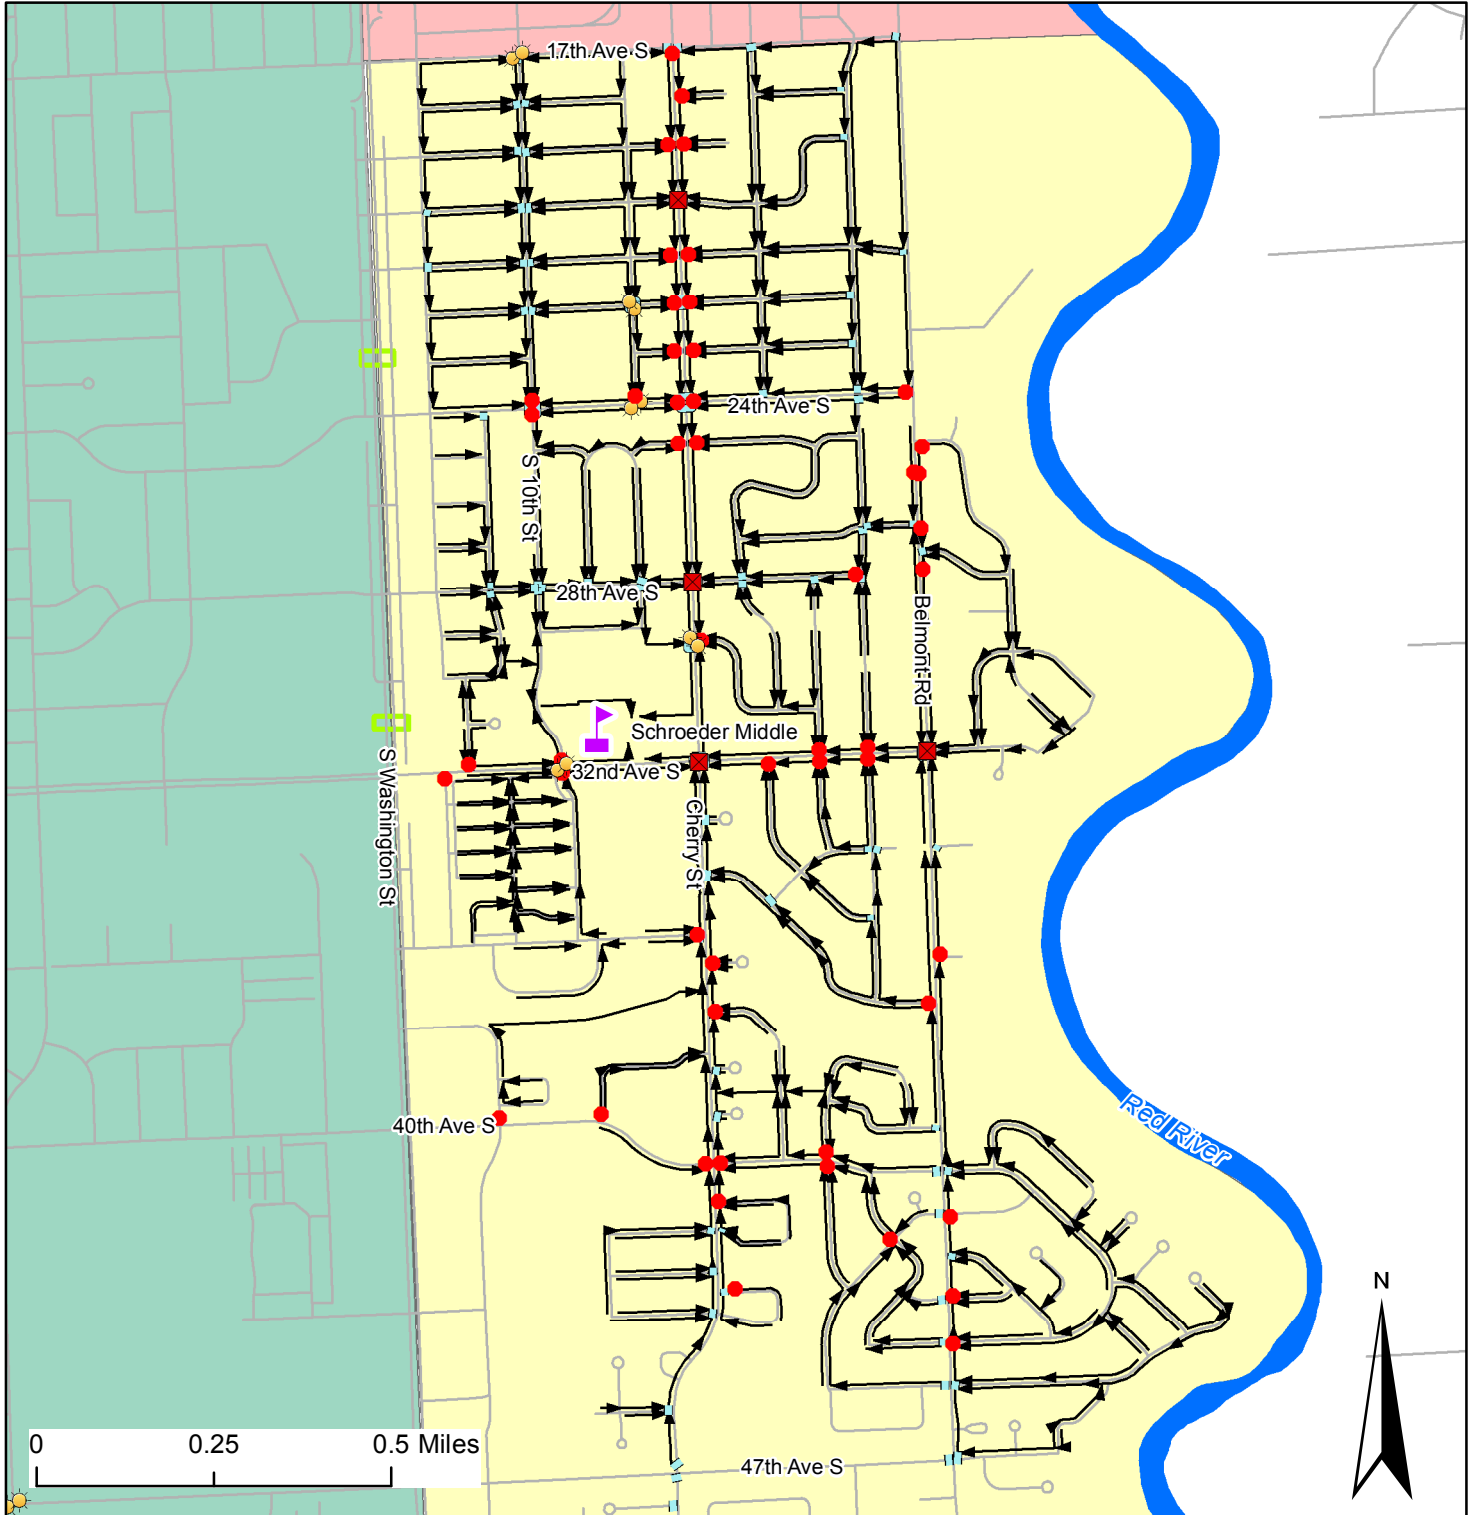 17th Ave S
24th Ave S
S 10th St
28th Ave S
Belmont Rd
Schroeder Middle
32nd Ave S
S Washington St
Cherry St
40th Ave S
Red River
N
0 0.25 0.5 Miles
47th Ave S